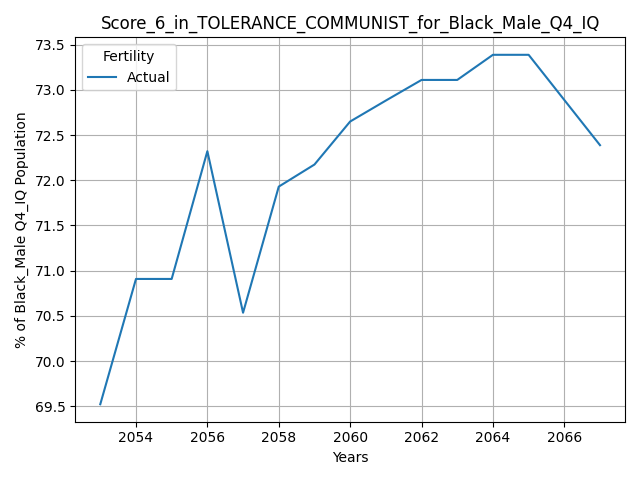 Score_6_in_TOLERANCE_COMMUNIST_for_Black_Male_Q4_IQ
Fertility
Actual
% of Black_Male Q4_IQ Population
73.5
73.0
72.5
72.0
71.5
71.0
70.5
70.0
69.5
2054 2056 2058 2060 2062 2064 2066
Years